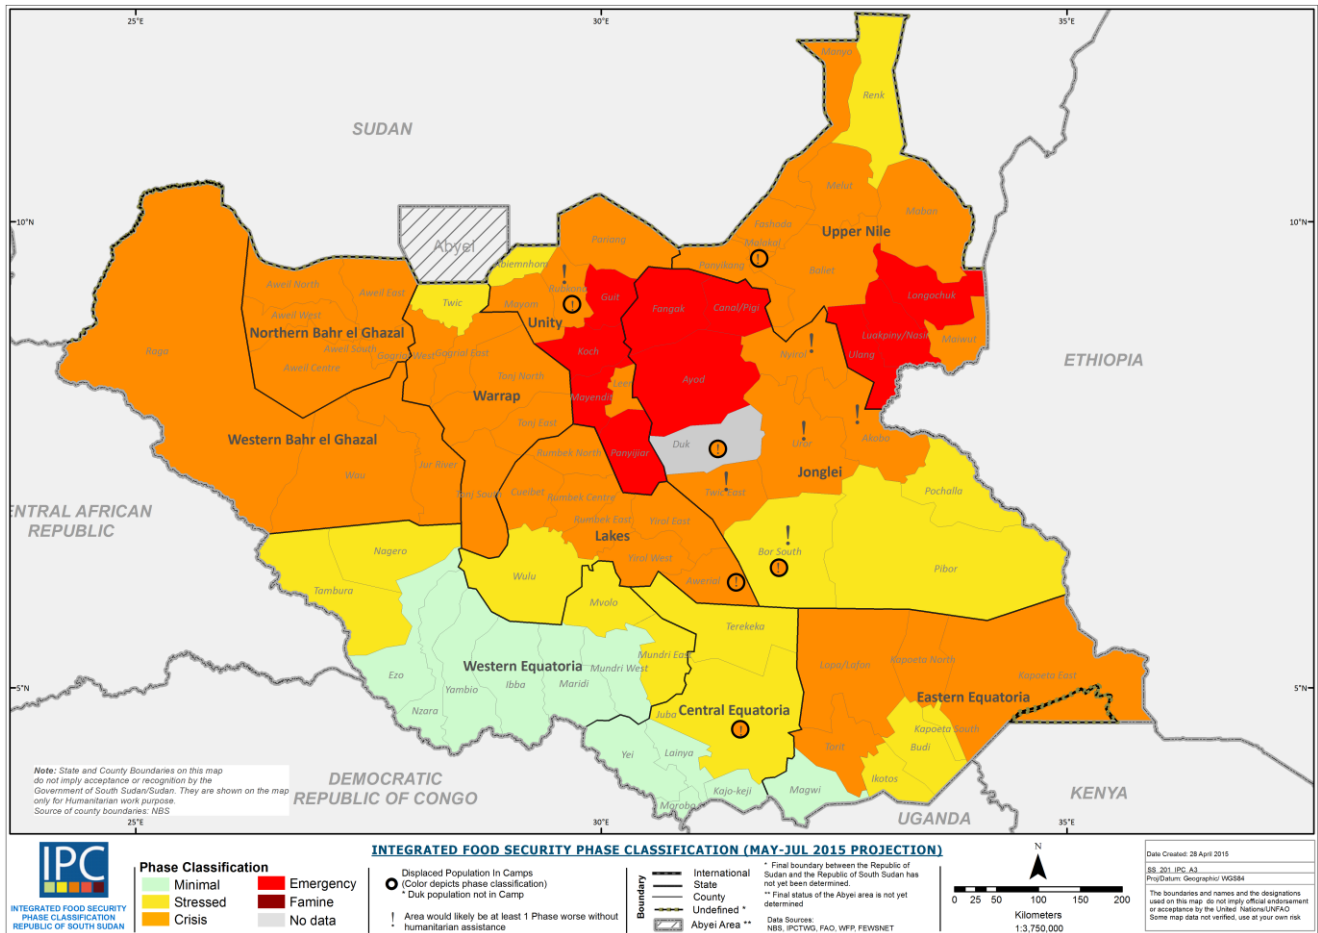 25°E
30°E
35°E
Manyo
Renk
SUDAN
Melut
10°N
10°N
Maban
Fashoda
Upper Nile
Malakal
Abyei
Parrang
Abiemnhom
Panyikang
Baliet
Aweil North
Aweil East
Rubkona
Guit
Longochuk
Twic
Mayom
Fangak
Canal/Pigi
Aweil West
Unity
Northern Bahr el Ghazal
Luakpiny/Nasir
Maiwut
Raga
Aweil South
Gogrial West
Gogrial East
Koch
Nyirol
Ulang
ETHIOPIA
Aweil Centre
Tonj North
Leer
Ayod
Warrap
Mayendit
Tonj East
Western Bahr el Ghazal
Duk
Uror
Akobo
Rumbek North
Panyijiar
Jonglei
Jur River
Wau
Tonj South
Cueibet
Rumbek Centre
Twic East
Pochalla
CENTRAL AFRICAN
REPUBLIC
Rumbek East
Yirol East
Lakes
Nagero
Yirol West
Bor South
Pibor
Wulu
Awerial
Tambura
Mvolo
Terekeka
Mundri East
Lopa/Lafon
Kapoeta North
Western Equatoria
Mundri West
Kapoeta East
Ezo
Yambio
Ibba
Maridi
5°N
5°N
Eastern Equatoria
Nzara
Juba
Central Equatoria
Kapoeta South
Torit
Budi
Yei
Lainya
Ikotos
Note: State and County Boundaries on this map
do not imply acceptance or recognition by the
Government of South Sudan/Sudan. They are shown on the map
only for Humanitarian work purpose.
Source of county boundaries: NBS
DEMOCRATIC
REPUBLIC OF CONGO
Morobo
Kajo-keji
Magwi
KENYA
UGANDA
25°E
30°E
35°E
IPC
INTEGRATED FOOD SECURITY
PHASE CLASSIFICATION
REPUBLIC OF SOUTH SUDAN
Phase Classification
Minimal
Stressed
Crisis
Emergency
Famine
No data
INTEGRATED FOOD SECURITY PHASE CLASSIFICATION (MAY-JUL 2015 PROJECTION)
Displaced Population In Camps
(Color depicts phase classification)
* Duk population not in Camp
! Area would likely be at least 1 Phase worse without
humanitarian assistance
Boundary
International
State
County
Undefined *
Abyei Area **
* Final boundary between the Republic of
Sudan and the Republic of South Sudan has
not yet been determined.
** Final status of the Abyei area is not yet
determined
Data Sources:
NBS, IPCTWG, FAO, WFP, FEWSNET
N
0 25 50 100 150 200
Kilometers
1:3,750,000
Date Created: 28 April 2015
SS_201_IPC_A3
Proj/Datum: Geographic/ WGS84
The boundaries and names and the designations
used on this map do not imply official endorsement
or acceptance by the United Nations/UNFAO
Some map data not verified, use at your own risk